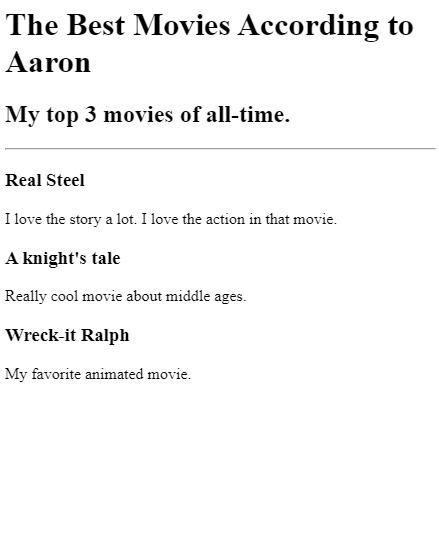 The Best Movies According to
Aaron
My top 3 movies of all-time.
Real Steel
I love the story a lot. I love the action in that movie.
A knight's tale
Really cool movie about middle ages.
Wreck-it Ralph
My favorite animated movie.